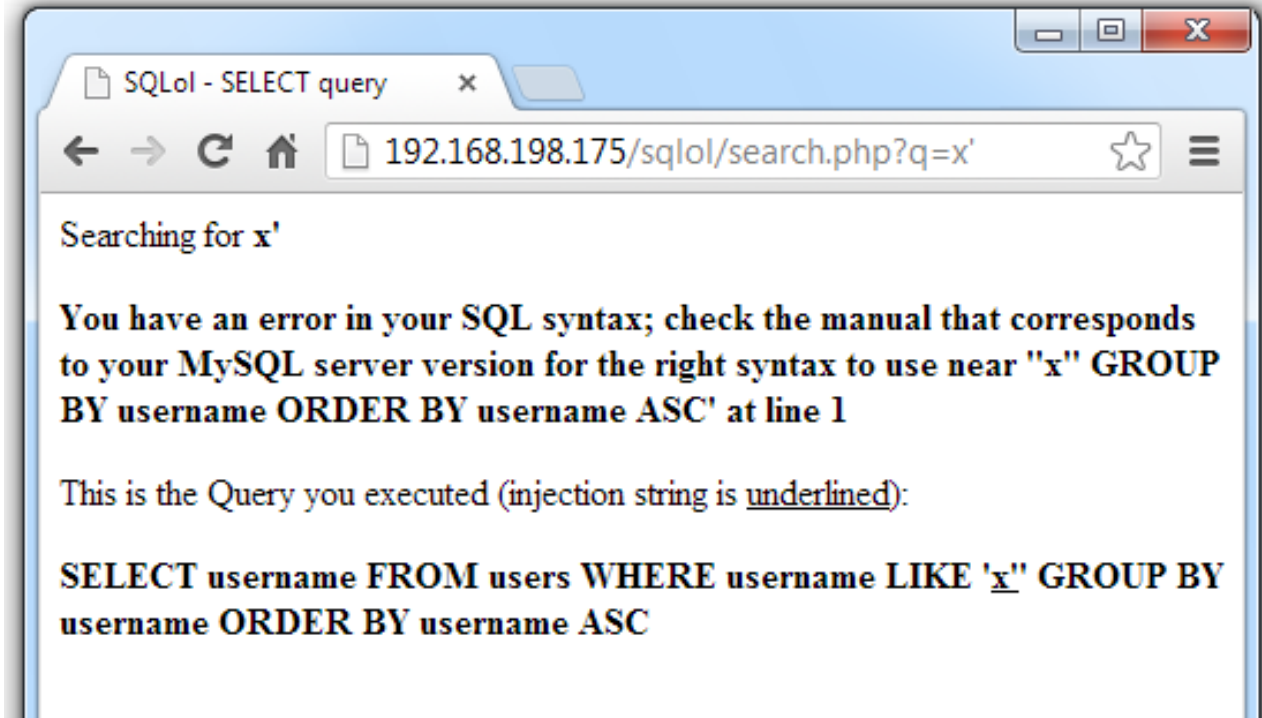 SQLol - SELECT query
192.168.198.175/sqlol/search.php?q=x'
Searching for x'
You have an error in your SQL syntax; check the manual that corresponds
to your MySQL server version for the right syntax to use near ''x'' GROUP
BY username ORDER BY username ASC' at line 1
This is the Query you executed (injection string is underlined):
SELECT username FROM users WHERE username LIKE 'x'' GROUP BY
username ORDER BY username ASC